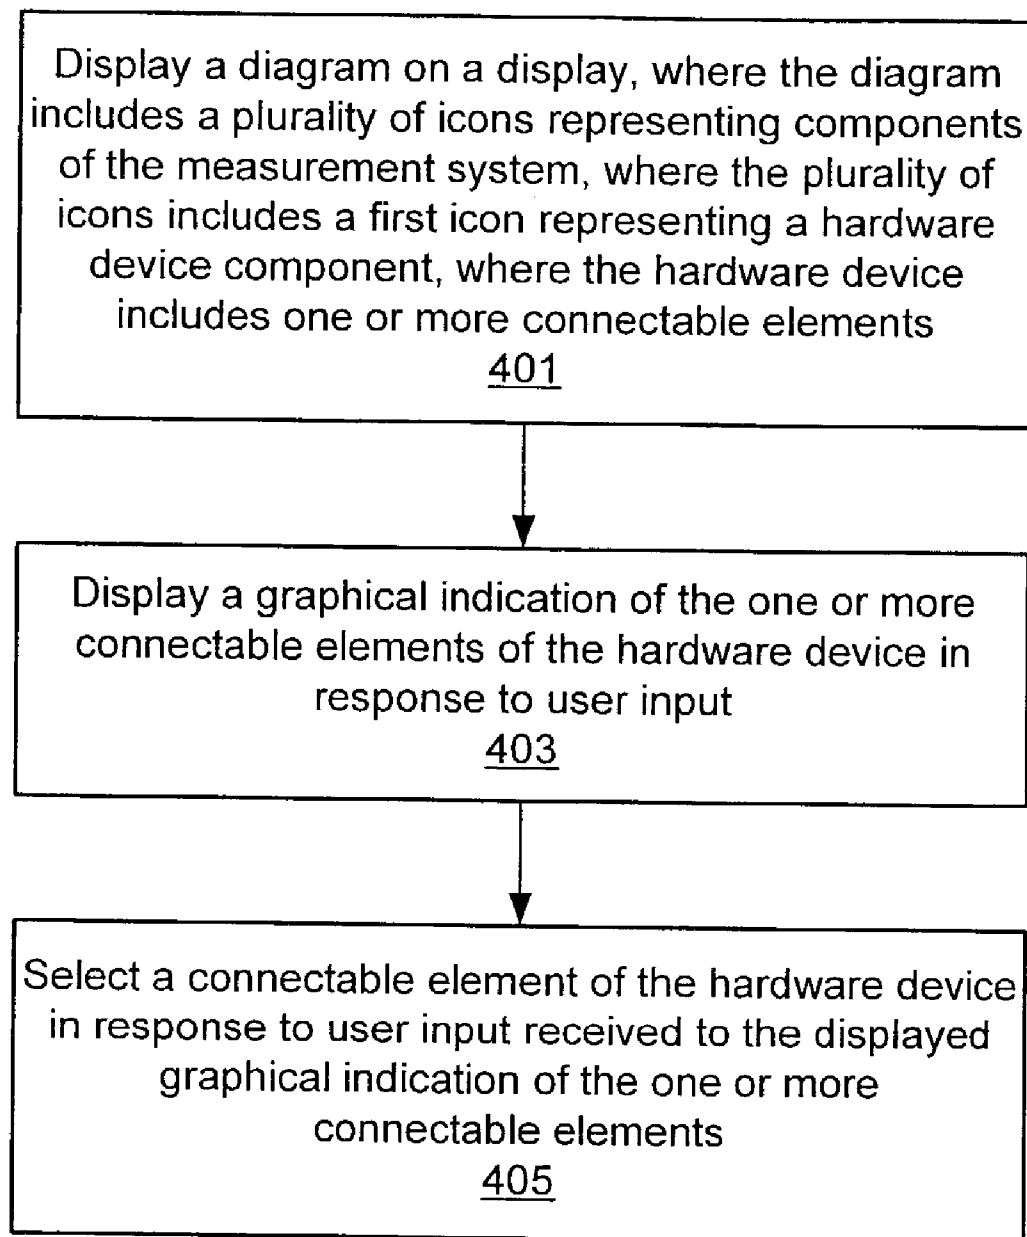 Display a diagram on a display, where the diagram
includes a plurality of icons representing components
of the measurement system, where the plurality of
icons includes a first icon representing a hardware
device component, where the hardware device
includes one or more connectable elements
401
Display a graphical indication of the one or more
connectable elements of the hardware device in
response to user input
403
Select a connectable element of the hardware device
in response to user input received to the displayed
graphical indication of the one or more
connectable elements
405